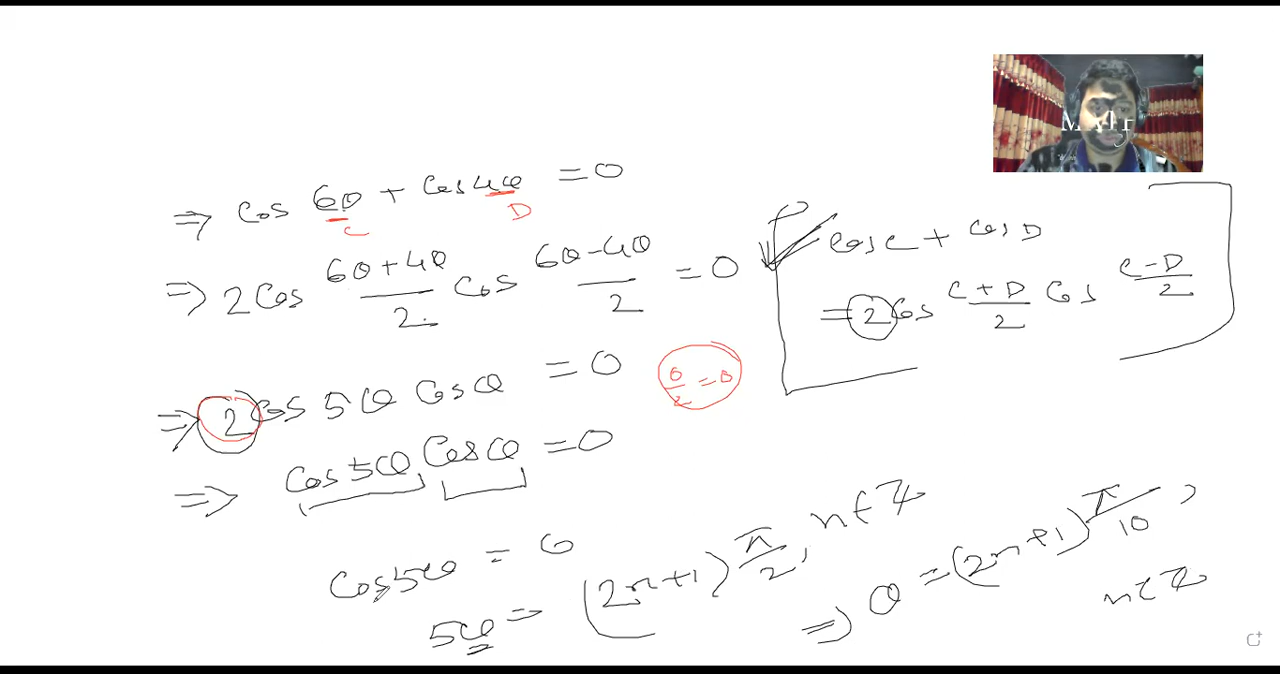 ⇒ Cos 6θ + Cos 4θ = 0
C D
⇒ 2 Cos (6θ + 4θ)/2 Cos (6θ - 4θ)/2 = 0
⇒ 2 Cos 5θ Cos θ = 0
0/2 = 0
⇒ Cos 5θ Cos θ = 0
Cos 5θ = 0
5θ = (2n+1) π/2, n ∈ Z
⇒ θ = (2n+1) π/10,
n ∈ Z
Cos C + Cos D
= 2 Cos (C + D)/2 Cos (C - D)/2